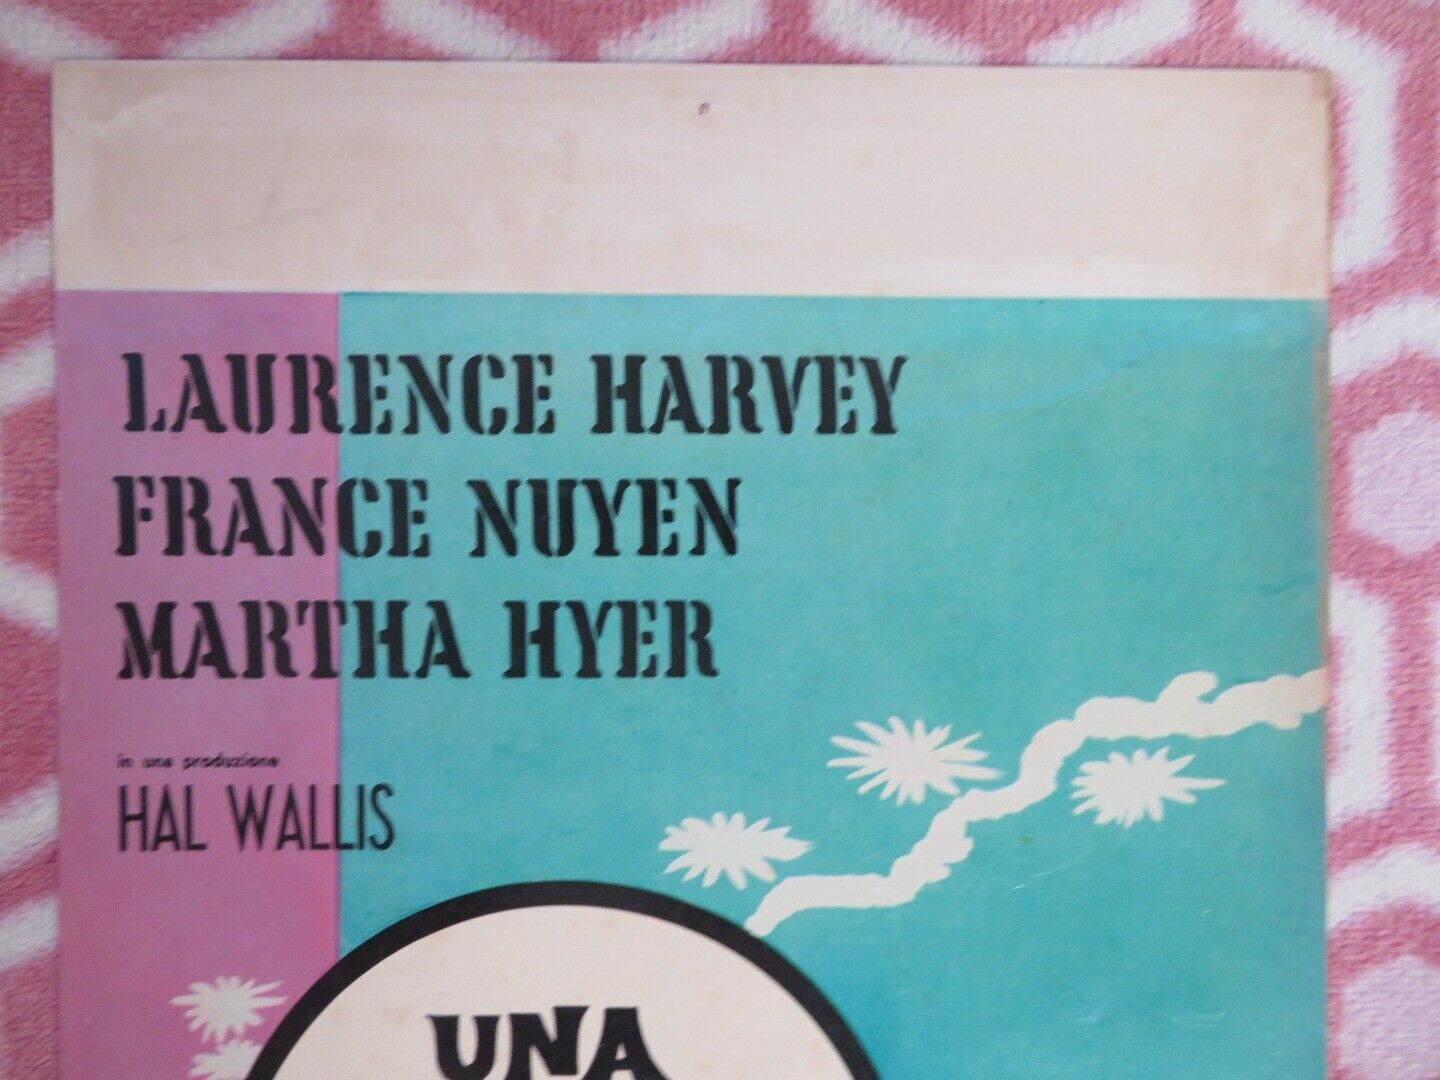 LAURENCE HARVEY
FRANCE NUYEN
MARTHA HYER
in una produzione
HAL WALLIS
UNA